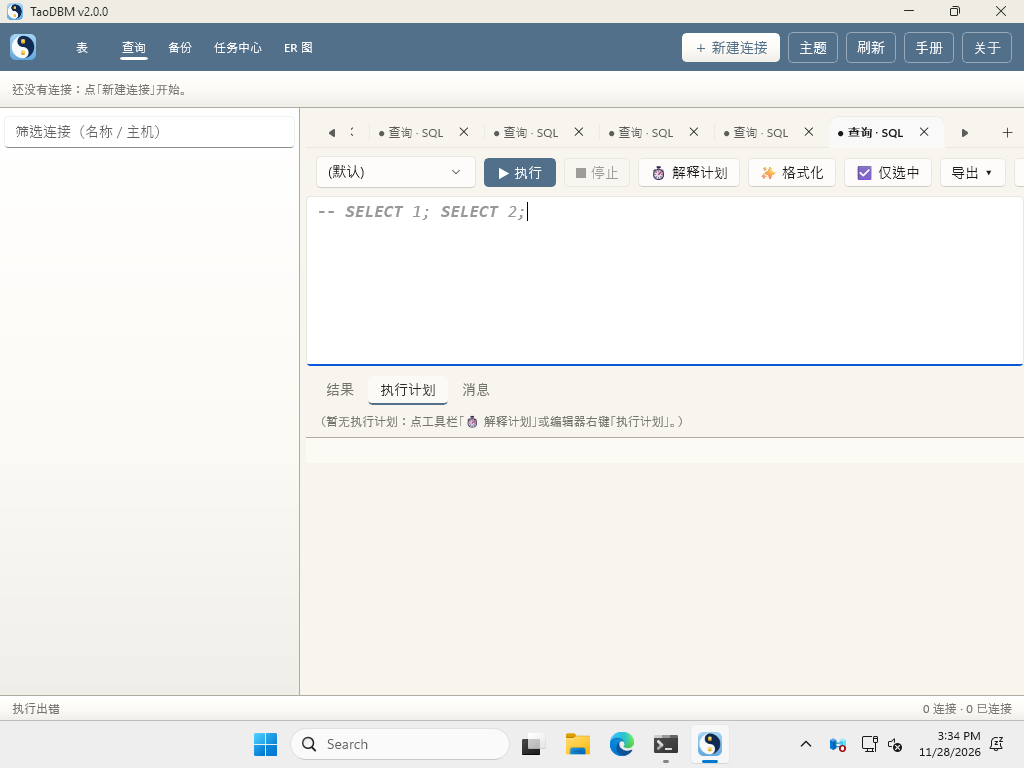 TaoDBM v2.0.0
表 查询 备份 任务中心 ER 图 + 新建连接 主题 刷新 手册 关于
还没有连接：点「新建连接」开始。
筛选连接（名称 / 主机）
● 查询 · SQL ● 查询 · SQL ● 查询 · SQL ● 查询 · SQL ● 查询 · SQL
(默认) 执行 停止 解释计划 格式化 仅选中 导出
-- SELECT 1; SELECT 2;
结果 执行计划 消息
（暂无执行计划：点工具栏「⏱ 解释计划」或编辑器右键「执行计划」。）
执行出错
0 连接 · 0 已连接
Search
3:34 PM
11/28/2026